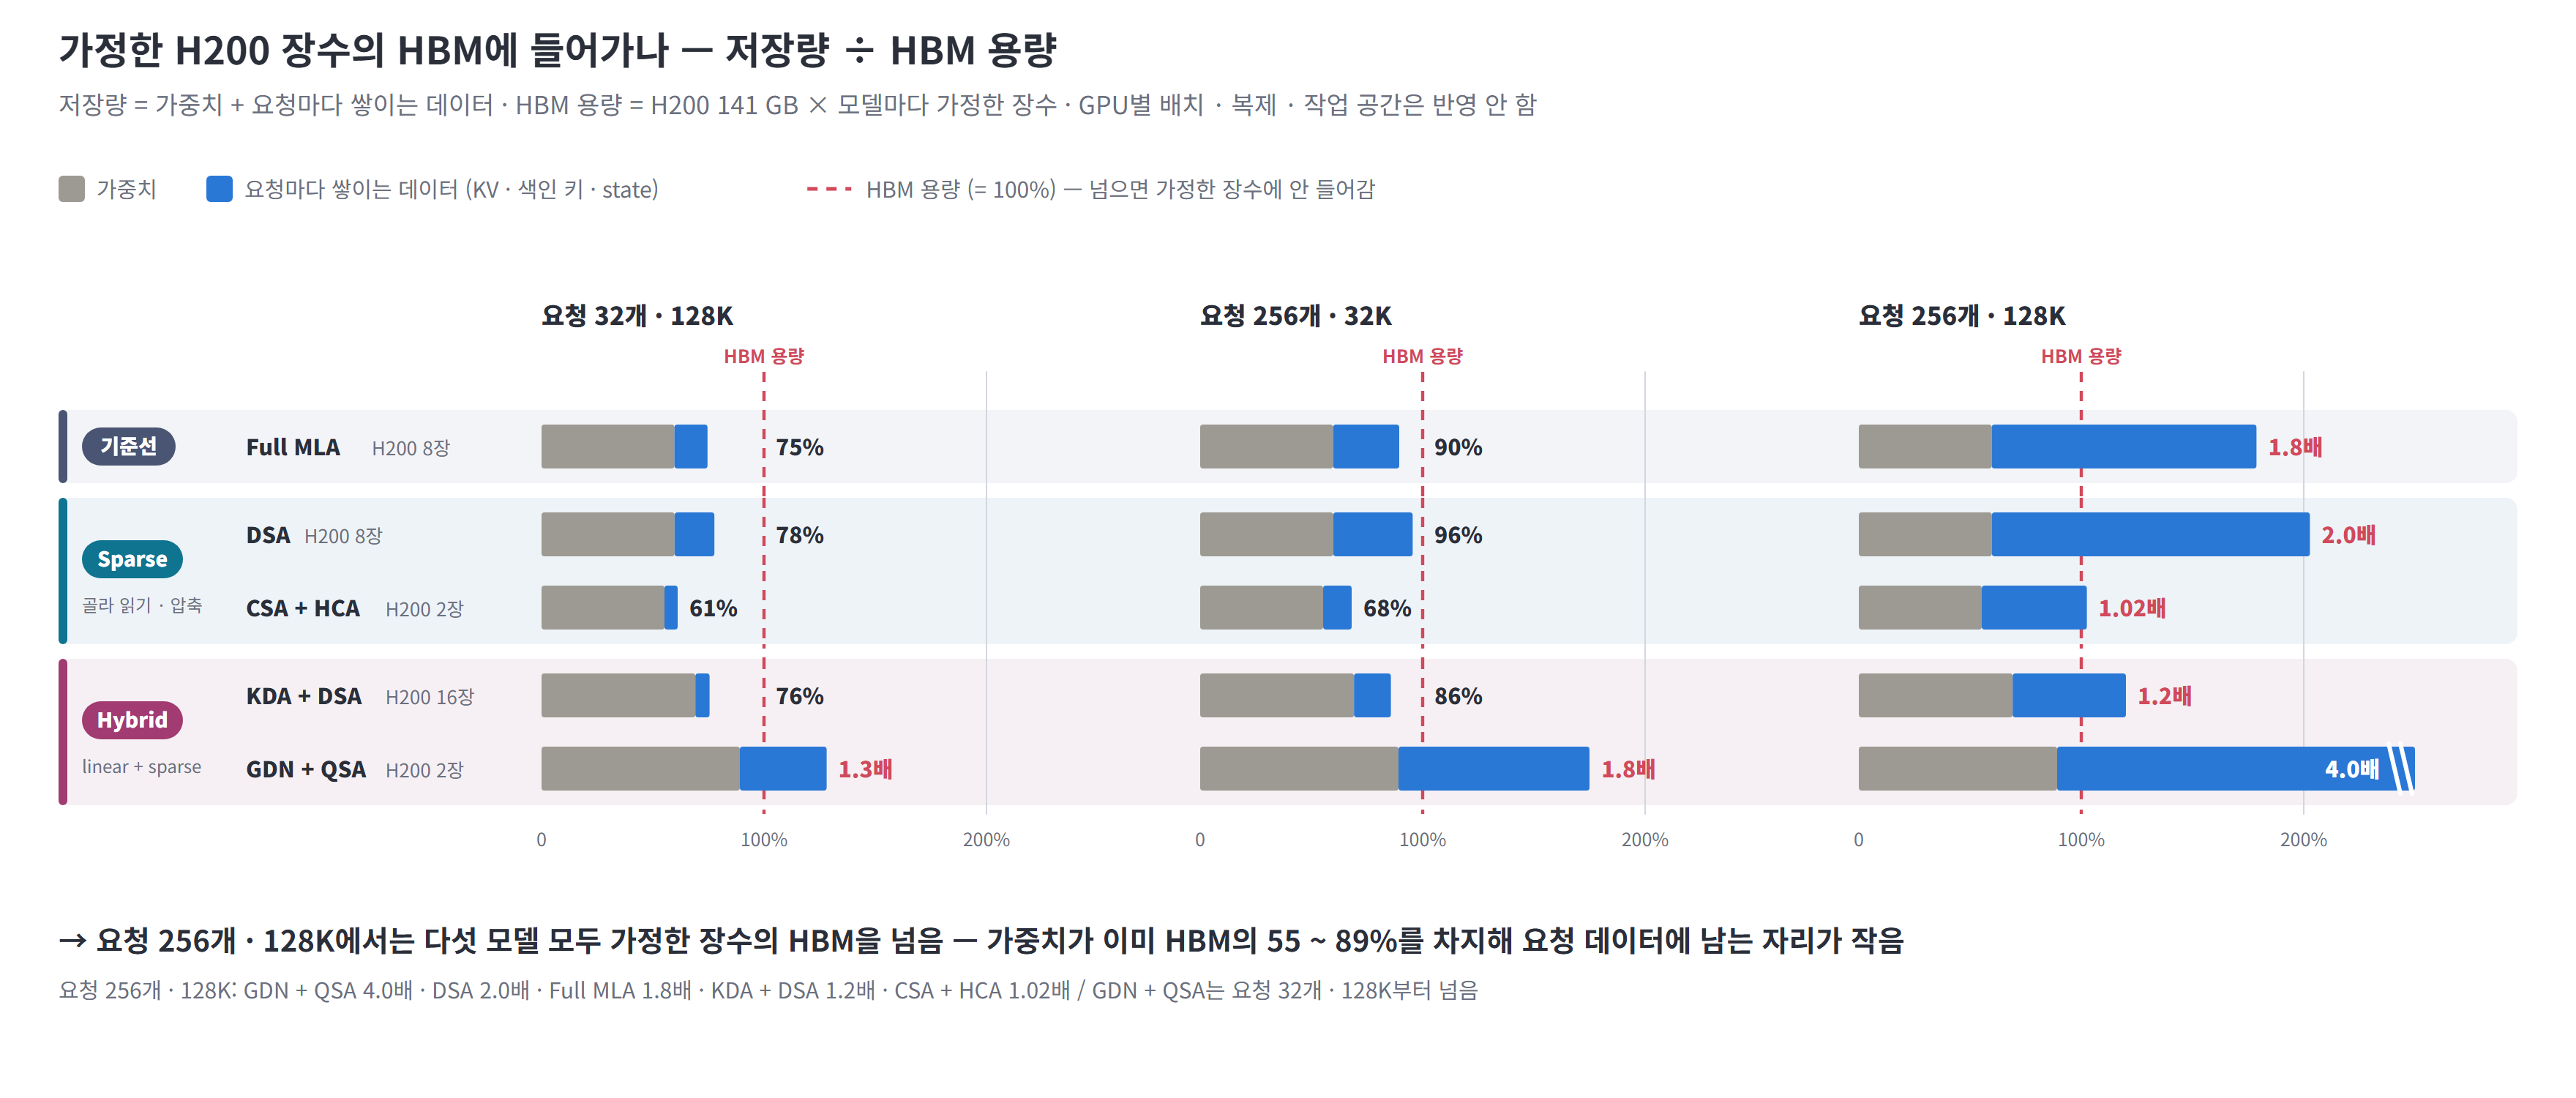 가정한 H200 장수의 HBM에 들어가나 — 저장량 ÷ HBM 용량
저장량 = 가중치 + 요청마다 쌓이는 데이터 · HBM 용량 = H200 141 GB × 모델마다 가정한 장수 · GPU별 배치 · 복제 · 작업 공간은 반영 안 함
가중치 요청마다 쌓이는 데이터 (KV · 색인 키 · state) HBM 용량 (= 100%) — 넘으면 가정한 장수에 안 들어감
요청 32개 · 128K 요청 256개 · 32K 요청 256개 · 128K
HBM 용량 HBM 용량 HBM 용량
기준선 Full MLA H200 8장 75% 90% 1.8배
DSA H200 8장 78% 96% 2.0배
Sparse
골라 읽기 · 압축
CSA + HCA H200 2장 61% 68% 1.02배
KDA + DSA H200 16장 76% 86% 1.2배
Hybrid
linear + sparse
GDN + QSA H200 2장 1.3배 1.8배 4.0배
0 100% 200% 0 100% 200% 0 100% 200%
→ 요청 256개 · 128K에서는 다섯 모델 모두 가정한 장수의 HBM을 넘음 — 가중치가 이미 HBM의 55 ~ 89%를 차지해 요청 데이터에 남는 자리가 작음
요청 256개 · 128K: GDN + QSA 4.0배 · DSA 2.0배 · Full MLA 1.8배 · KDA + DSA 1.2배 · CSA + HCA 1.02배 / GDN + QSA는 요청 32개 · 128K부터 넘음